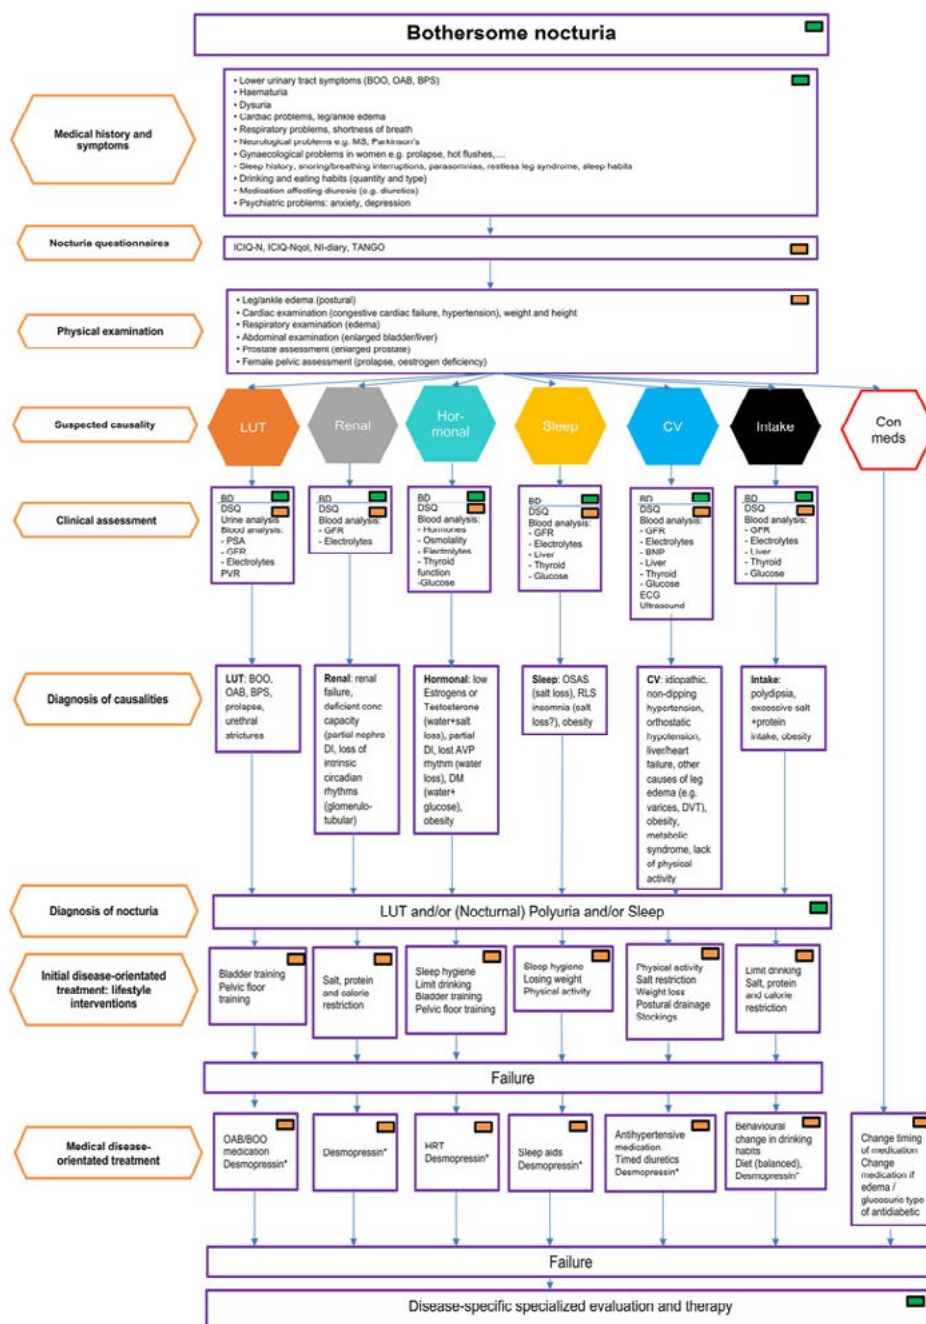 Bothersome nocturia
Medical history and
symptoms
• Lower urinary tract symptoms (BOO, OAB, BPS)
• Haematuria
• Dysuria
• Cardiac problems, leg/ankle edema
• Respiratory problems, shortness of breath
• Neurological problems e.g. MS, Parkinson's
• Gynaecological problems in women e.g. prolapse, hot flushes,....
- Sleep history, snoring/breathing interruptions, parasomnias, restless leg syndrome, sleep habits
• Drinking and eating habits (quantity and type)
- Medication affecting diuresis (e.g. diuretics)
• Psychiatric problems: anxiety, depression
Nocturia questionnaires
ICIQ-N, ICIQ-Nqol, NI-diary, TANGO
Physical examination
• Leg/ankle edema (postural)
• Cardiac examination (congestive cardiac failure, hypertension), weight and height
• Respiratory examination (edema)
• Abdominal examination (enlarged bladder/liver)
• Prostate assessment (enlarged prostate)
• Female pelvic assessment (prolapse, oestrogen deficiency)
Suspected causality
LUT
Renal
Hor-
monal
Sleep
CV
Intake
Con
meds
Clinical assessment
BD
DSQ
Urine analysis
Blood analysis:
- PSA
- GFR
- Electrolytes
PVR
BD
DSQ
Blood analysis:
- GFR
- Electrolytes
BD
DSQ
Blood analysis:
- Hormones
- Osmolality
- Electrolytes
- Thyroid
function
-Glucose
BD
DSQ
Blood analysis:
- GFR
- Electrolytes
- Liver
- Thyroid
- Glucose
BD
DSQ
Blood analysis:
- GFR
- Electrolytes
- BNP
- Liver
- Thyroid
- Glucose
ECG
Ultrasound
BD
DSQ
Blood analysis:
- GFR
- Electrolytes
- Liver
- Thyroid
- Glucose
Diagnosis of causalities
LUT: BOO,
OAB, BPS,
prolapse,
urethral
strictures
Renal: renal
failure,
deficient conc
capacity
(partial nephro
DI, loss of
intrinsic
circadian
rhythms
(glomerulo-
tubular)
Hormonal: low
Estrogens or
Testosterone
(water+salt
loss), partial
DI, lost AVP
rhythm (water
loss), DM
(water+
glucose),
obesity
Sleep: OSAS
(salt loss), RLS
insomnia (salt
loss?), obesity
CV: idiopathic,
non-dipping
hypertension,
orthostatic
hypotension,
liver/heart
failure, other
causes of leg
edema (e.g.
varices, DVT),
obesity,
metabolic
syndrome, lack
of physical
activity
Intake:
polydipsia,
excessive salt
+protein
intake, obesity
Diagnosis of nocturia
LUT and/or (Nocturnal) Polyuria and/or Sleep
Initial disease-orientated
treatment: lifestyle
interventions
Bladder training
Pelvic floor
training
Salt, protein
and calorie
restriction
Sleep hygiene
Limit drinking
Bladder training
Pelvic floor training
Sleep hygiene
Losing weight
Physical activity
Physical activity
Salt restriction
Weight loss
Postural drainage
Stockings
Limit drinking
Salt, protein
and calorie
restriction
Failure
Medical disease-
orientated treatment
OAB/BOO
medication
Desmopressin*
Desmopressin*
HRT
Desmopressin*
Sleep aids
Desmopressin*
Antihypertensive
medication
Timed diuretics
Desmopressin*
Behavioural
change in drinking
habits
Diet (balanced),
Desmopressin*
Change timing
of medication
Change
medication if
edema /
glucosuric type
of antidiabetic
Failure
Disease-specific specialized evaluation and therapy